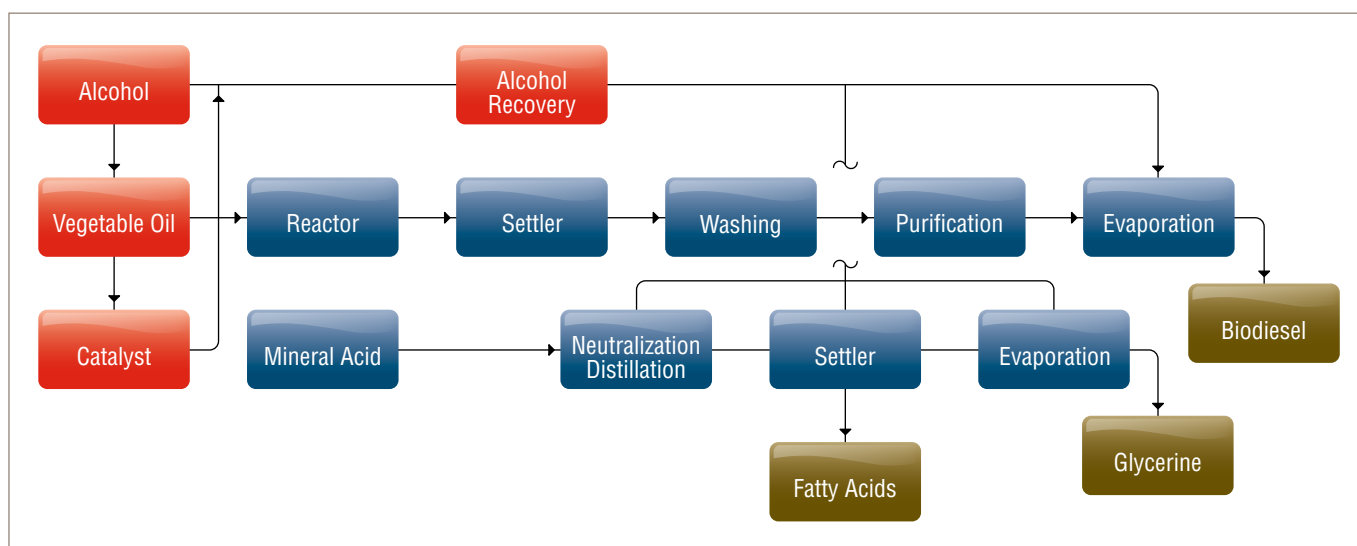 Alcohol
Alcohol
Recovery
Vegetable Oil
Reactor
Settler
Washing
Purification
Evaporation
Catalyst
Mineral Acid
Neutralization
Distillation
Settler
Evaporation
Biodiesel
Fatty Acids
Glycerine